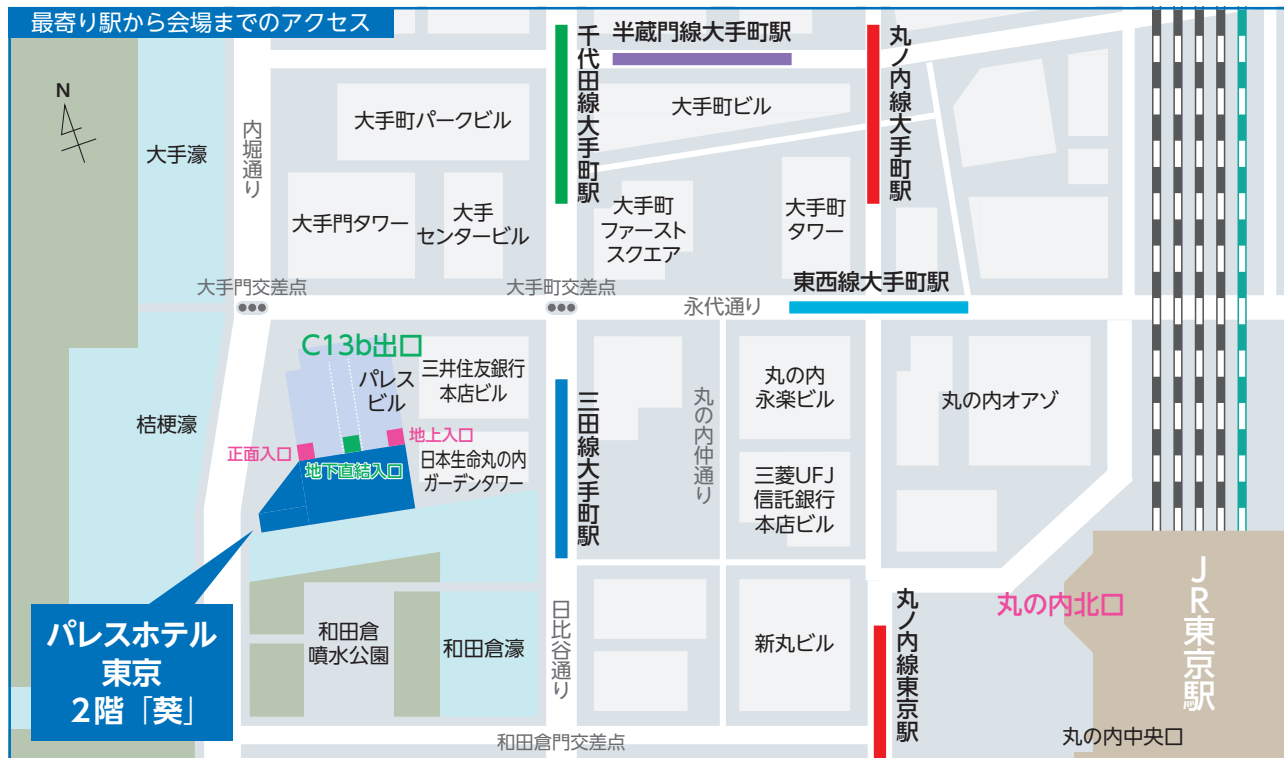 最寄り駅から会場までのアクセス
N
大手濠
内堀通り
千代田線大手町駅
半蔵門線大手町駅
丸ノ内線大手町駅
大手町パークビル
大手町ビル
大手門タワー
大手
センタービル
大手町
ファースト
スクエア
大手町
タワー
大手門交差点
大手町交差点
永代通り
東西線大手町駅
桔梗濠
C13b出口
パレス
ビル
三井住友銀行
本店ビル
正面入口
地下直結入口
地上入口
日本生命丸の内
ガーデンタワー
三田線大手町駅
丸の内仲通り
丸の内
永楽ビル
三菱UFJ
信託銀行
本店ビル
丸の内オアゾ
パレスホテル
東京
2階「葵」
和田倉
噴水公園
和田倉濠
日比谷通り
新丸ビル
丸ノ内線東京駅
丸の内北口
JR東京駅
丸の内中央口
和田倉門交差点